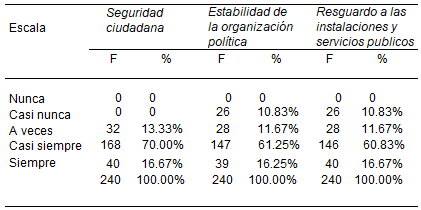 Escala Seguridad ciudadana Estabilidad de la organización política Resguardo a las instalaciones y servicios publicos
F % F % F %
Nunca 0 0 0 0 0 0
Casi nunca 0 0 26 10.83% 26 10.83%
A veces 32 13.33% 28 11.67% 28 11.67%
Casi siempre 168 70.00% 147 61.25% 146 60.83%
Siempre 40 16.67% 39 16.25% 40 16.67%
240 100.00% 240 100.00% 240 100.00%